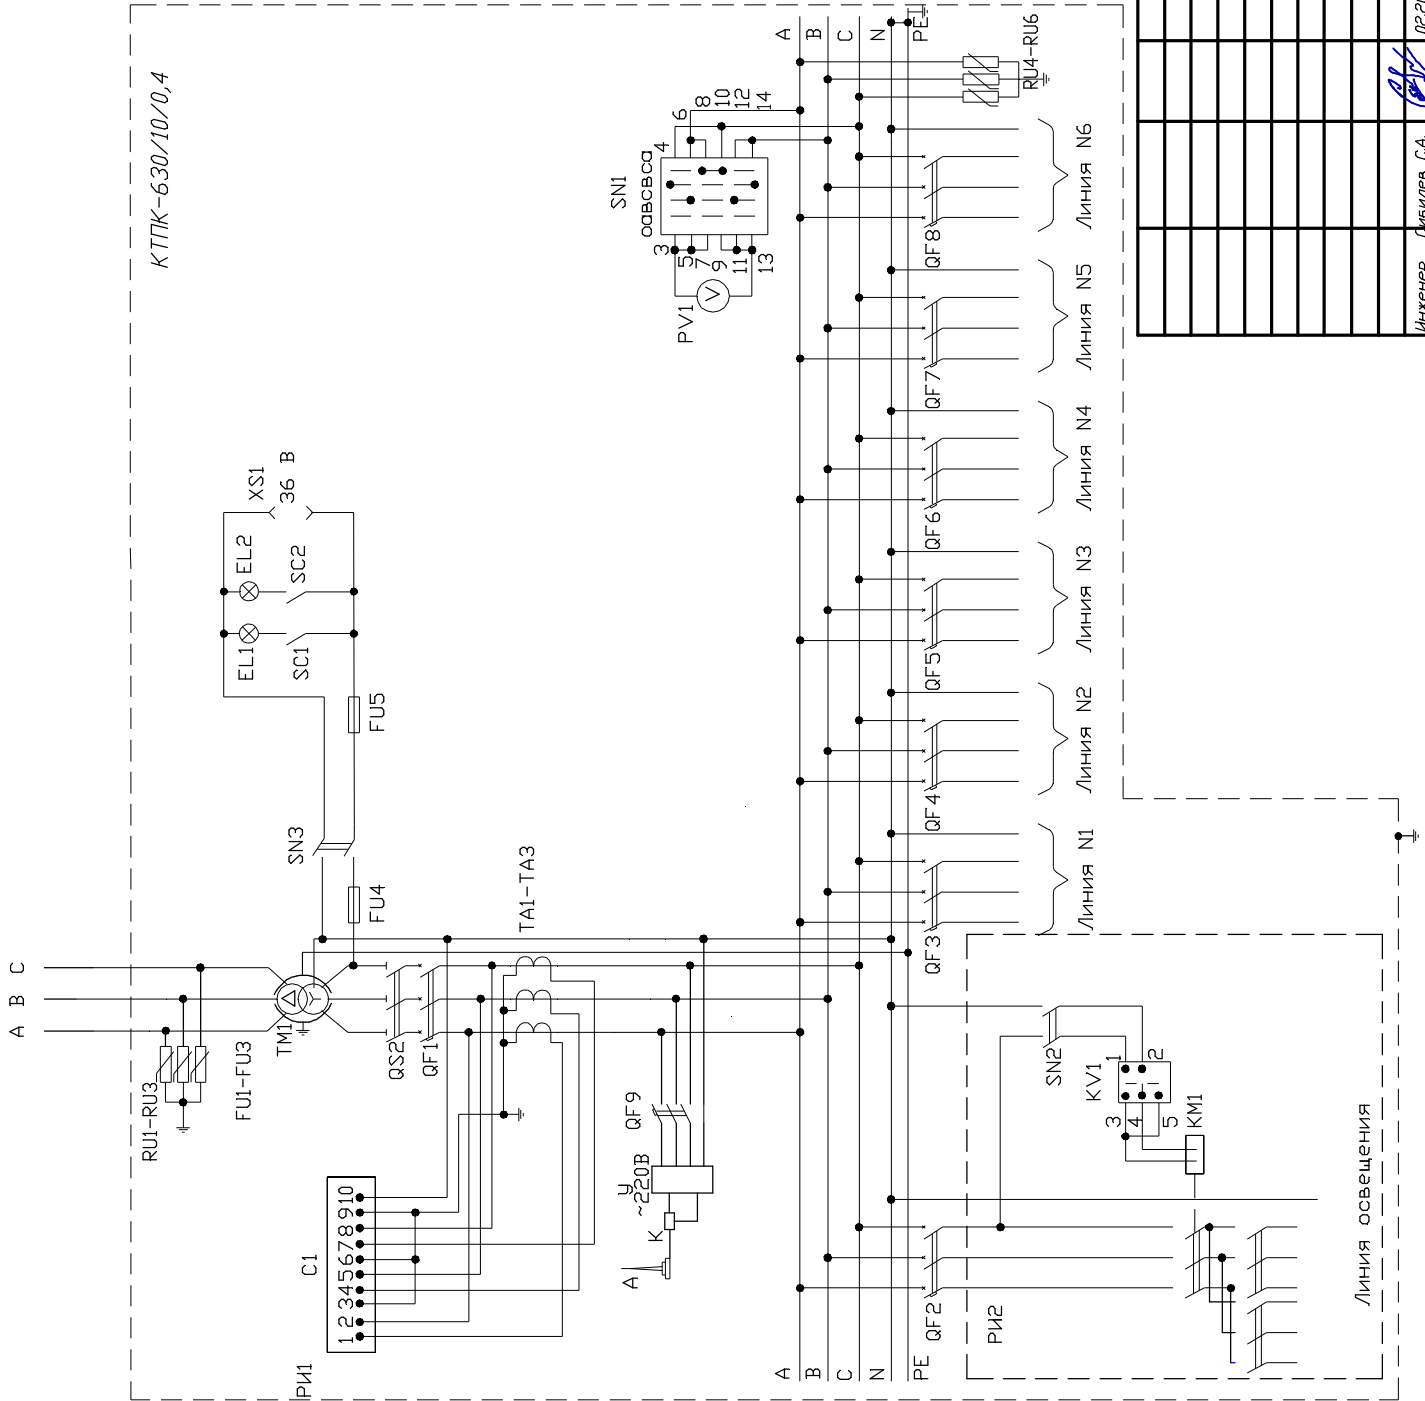 КТПК-630/10/0,4
A
B
C
RU1-RU3
FU1-FU3
TM1
SN3
FU4
FU5
EL1
SC1
EL2
SC2
XS1
36 В
QS2
QF1
TA1-TA3
РИ1
С1
1 2 3 4 5 6 7 8 9 10
QF9
У
~220В
К
А
PV1
V
SN1
3
5
7
9
11
13
4
6
8
10
12
14
A
B
C
N
PE
RU4-RU6
QF8
QF7
QF6
QF5
QF4
QF3
QF2
Линия N6
Линия N5
Линия N4
Линия N3
Линия N2
Линия N1
A
B
C
N
PE
РИ2
SN2
KV1
1
2
3
4
5
KM1
Линия освещения
Инженер